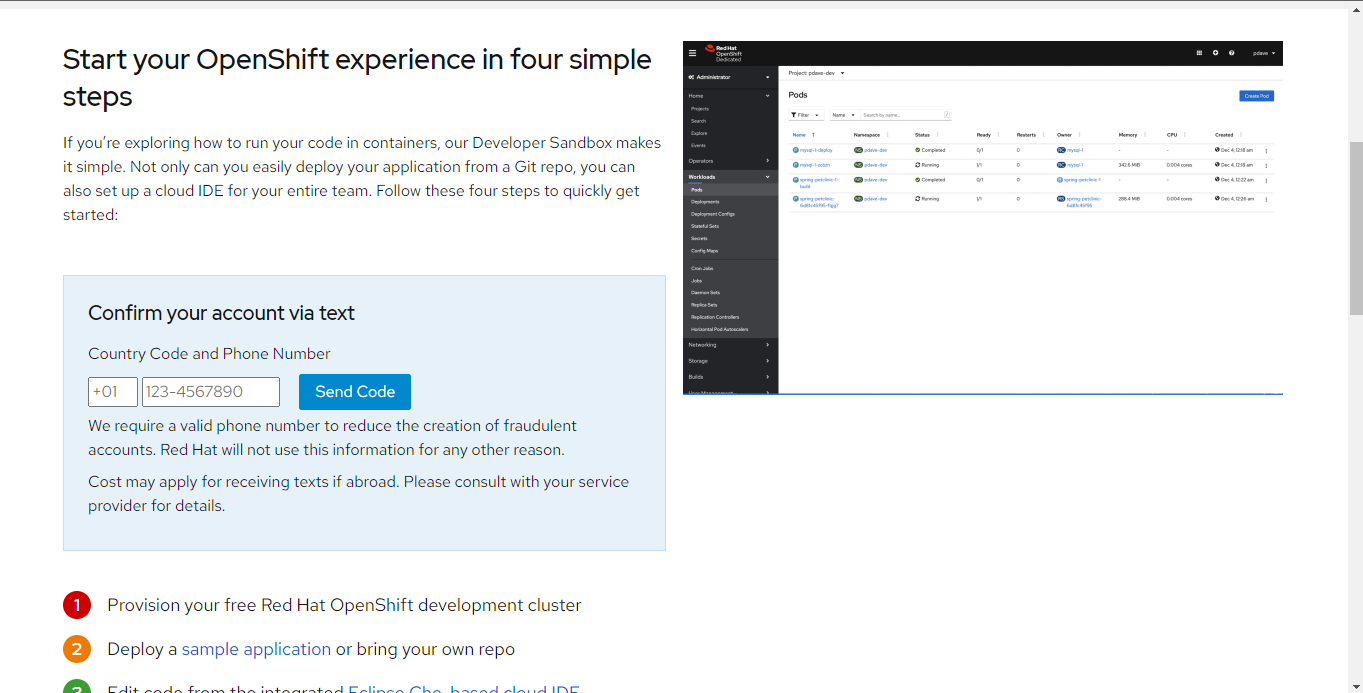 Start your OpenShift experience in four simple
steps
If you’re exploring how to run your code in containers, our Developer Sandbox makes
it simple. Not only can you easily deploy your application from a Git repo, you can
also set up a cloud IDE for your entire team. Follow these four steps to quickly get
started:
Confirm your account via text
Country Code and Phone Number
+01 123-4567890 Send Code
We require a valid phone number to reduce the creation of fraudulent
accounts. Red Hat will not use this information for any other reason.
Cost may apply for receiving texts if abroad. Please consult with your service
provider for details.
1 Provision your free Red Hat OpenShift development cluster
2 Deploy a sample application or bring your own repo
3 Edit code from the integrated Eclipse Che-based cloud IDE
Red Hat
OpenShift
Dedicated
pdave
Administrator
Home
Projects
Search
Explore
Events
Operators
Workloads
Pods
Deployments
Deployment Configs
Stateful Sets
Secrets
Config Maps
Cron Jobs
Jobs
Daemon Sets
Replica Sets
Replication Controllers
Horizontal Pod Autoscalers
Networking
Storage
Builds
User Management
Project: pdave-dev
Pods
Create Pod
Filter Name Search by name... /
Name Namespace Status Ready Restarts Owner Memory CPU Created
P mysql-1-deploy NS pdave-dev Completed 0/1 0 RC mysql-1 - - Dec 4, 12:18 am
P mysql-1-xcbzn NS pdave-dev Running 1/1 0 RC mysql-1 342.6 MiB 0.004 cores Dec 4, 12:18 am
P spring-petclinic-1-build NS pdave-dev Completed 0/1 0 B spring-petclinic-1 - - Dec 4, 12:22 am
P spring-petclinic- NS pdave-dev Running 1/1 0 RS spring-petclinic- 288.4 MiB 0.004 cores Dec 4, 12:26 am